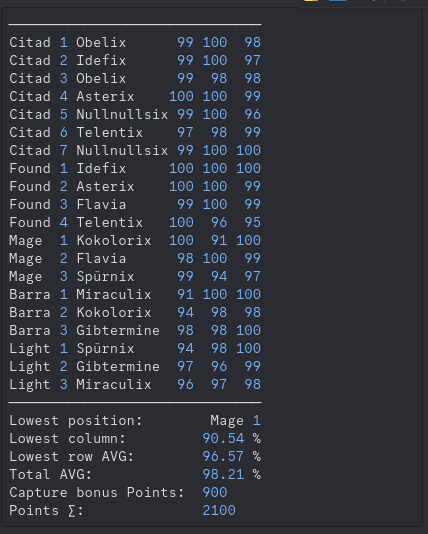 Citad 1 Obelix 99 100 98
Citad 2 Idefix 99 100 97
Citad 3 Obelix 99 98 98
Citad 4 Asterix 100 100 99
Citad 5 Nullnullsix 99 100 96
Citad 6 Telentix 97 98 99
Citad 7 Nullnullsix 99 100 100
Found 1 Idefix 100 100 100
Found 2 Asterix 100 100 99
Found 3 Flavia 99 100 99
Found 4 Telentix 100 96 95
Mage 1 Kokolorix 100 91 100
Mage 2 Flavia 98 100 99
Mage 3 Spürnix 99 94 97
Barra 1 Miraculix 91 100 100
Barra 2 Kokolorix 94 98 98
Barra 3 Gibtermine 98 98 100
Light 1 Spürnix 94 98 100
Light 2 Gibtermine 97 96 99
Light 3 Miraculix 96 97 98
Lowest position: Mage 1
Lowest column: 90.54 %
Lowest row AVG: 96.57 %
Total AVG: 98.21 %
Capture bonus Points: 900
Points ∑: 2100